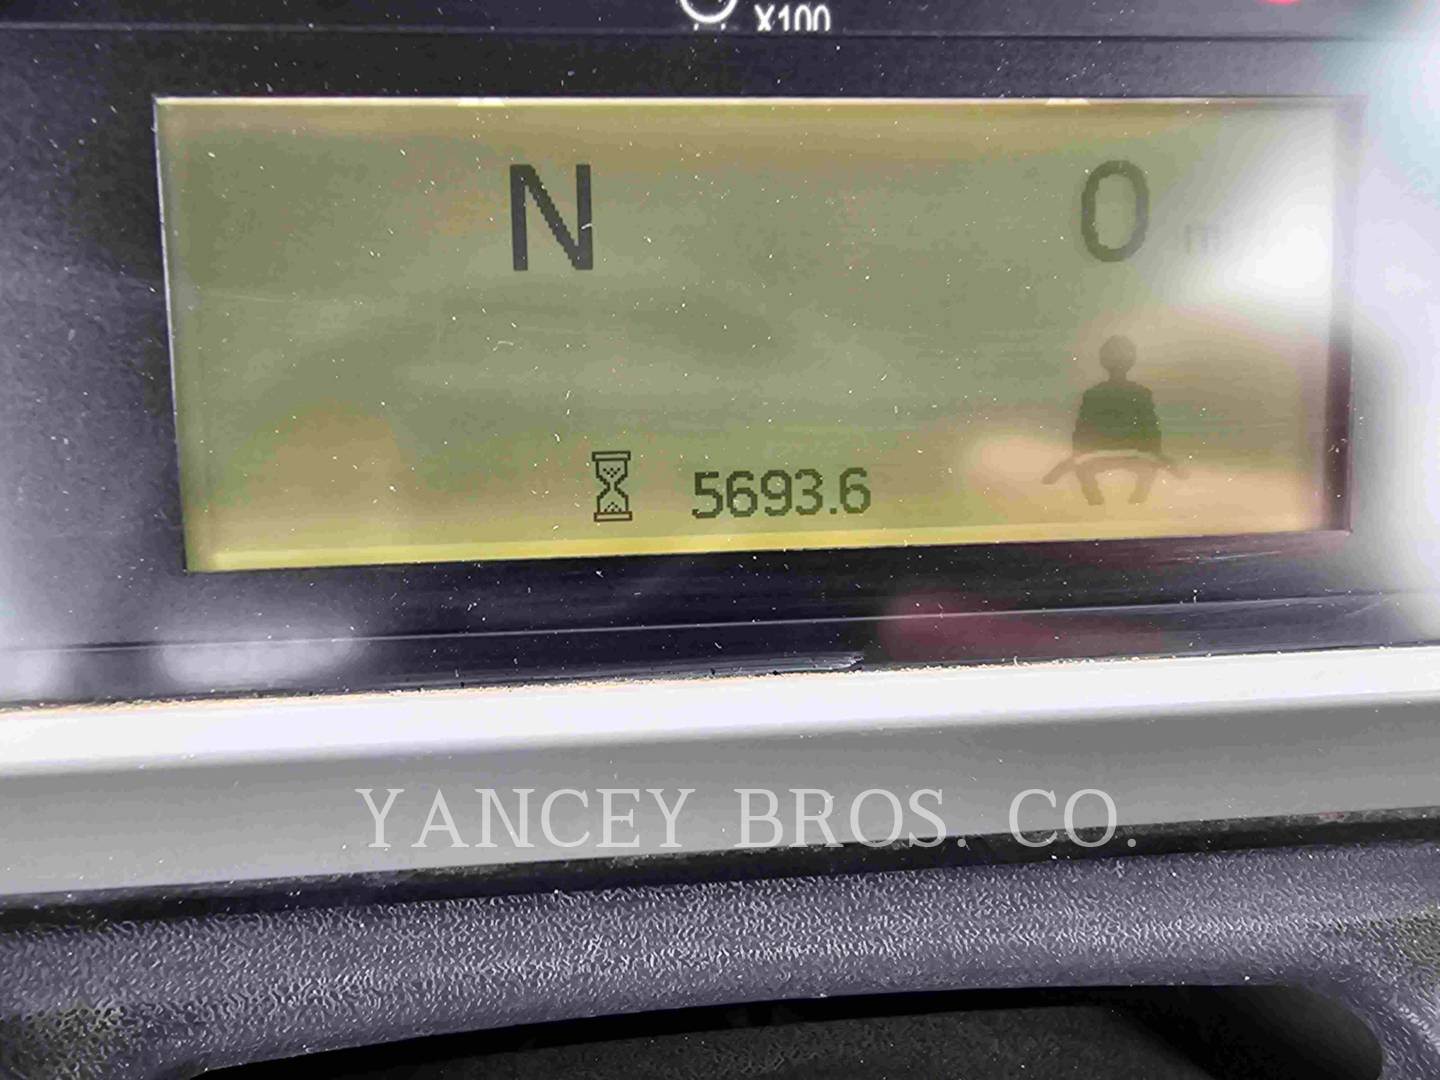 X100
N 0
5693.6
YANCEY BROS. CO.